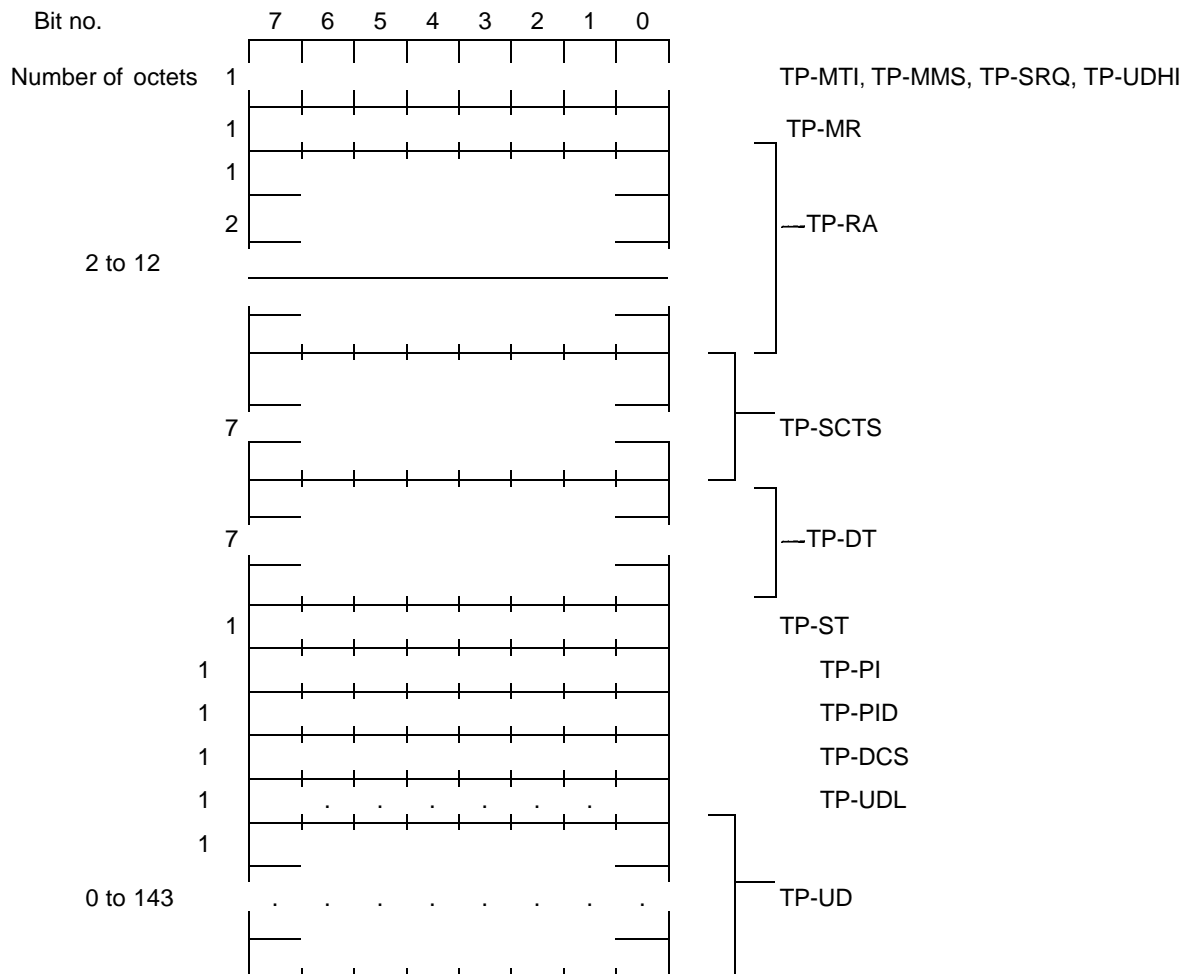 Bit no. 7 6 5 4 3 2 1 0
Number of octets 1 TP-MTI, TP-MMS, TP-SRQ, TP-UDHI
1 TP-MR
1
2 TP-RA
2 to 12
7 TP-SCTS
7 TP-DT
1 TP-ST
1 TP-PI
1 TP-PID
1 TP-DCS
1 . . . . . . TP-UDL
1
0 to 143 . . . . . . . . TP-UD